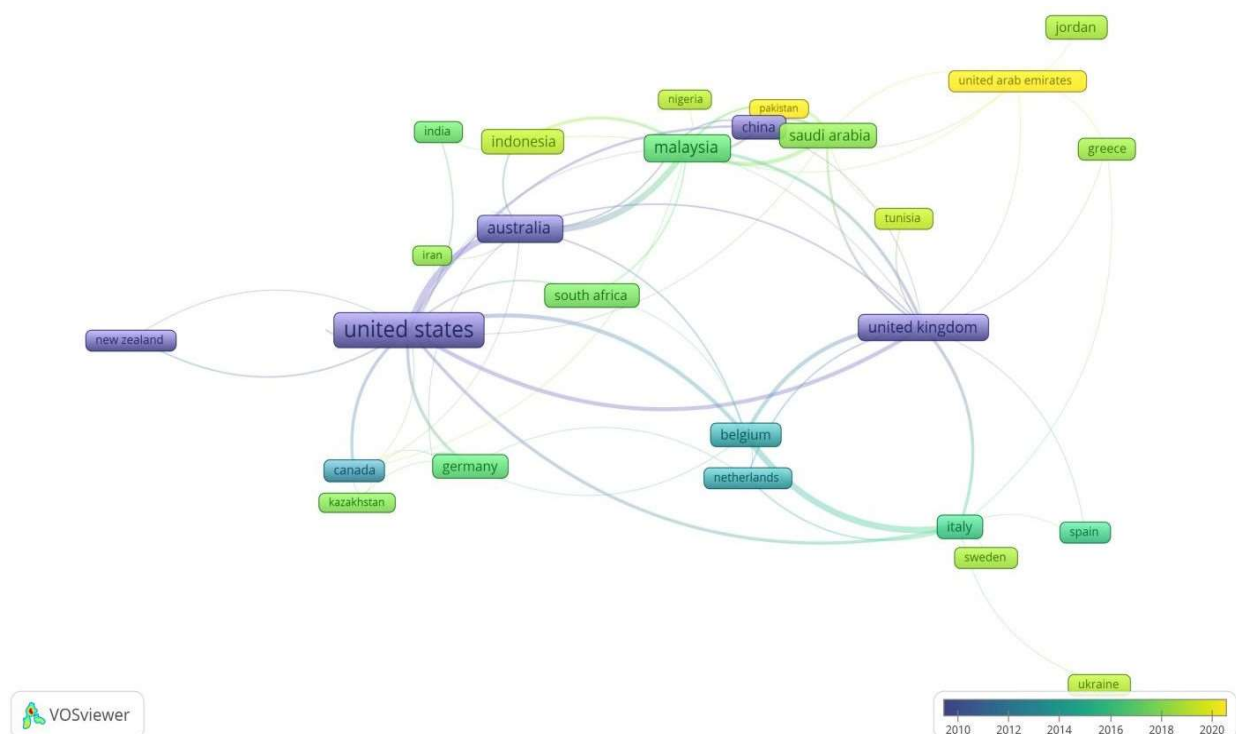 jordan
united arab emirates
nigeria
pakistan
china
india
indonesia
saudi arabia
malaysia
greece
tunisia
australia
iran
south africa
united states
united kingdom
new zealand
belgium
canada
germany
netherlands
kazakhstan
italy
spain
sweden
ukraine
VOSviewer
2010 2012 2014 2016 2018 2020